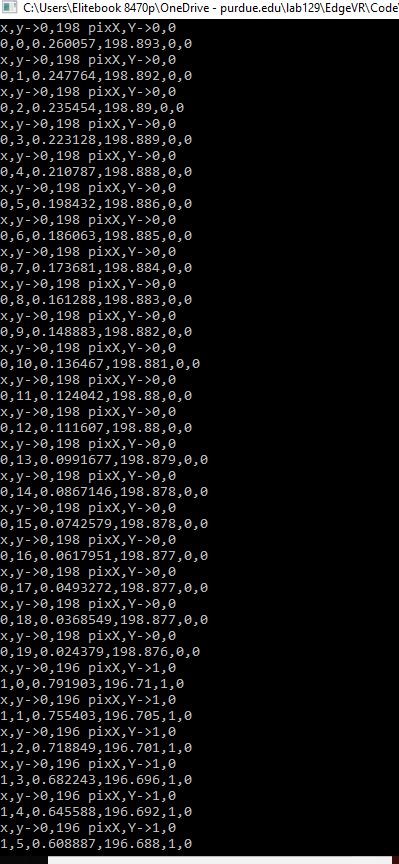 C:\Users\Elitebook 8470p\OneDrive - purdue.edu\lab129\EdgeVR\Code\
x,y->0,198 pixX,Y->0,0
0,0,0.260057,198.893,0,0
x,y->0,198 pixX,Y->0,0
0,1,0.247764,198.892,0,0
x,y->0,198 pixX,Y->0,0
0,2,0.235454,198.89,0,0
x,y->0,198 pixX,Y->0,0
0,3,0.223128,198.889,0,0
x,y->0,198 pixX,Y->0,0
0,4,0.210787,198.888,0,0
x,y->0,198 pixX,Y->0,0
0,5,0.198432,198.886,0,0
x,y->0,198 pixX,Y->0,0
0,6,0.186063,198.885,0,0
x,y->0,198 pixX,Y->0,0
0,7,0.173681,198.884,0,0
x,y->0,198 pixX,Y->0,0
0,8,0.161288,198.883,0,0
x,y->0,198 pixX,Y->0,0
0,9,0.148883,198.882,0,0
x,y->0,198 pixX,Y->0,0
0,10,0.136467,198.881,0,0
x,y->0,198 pixX,Y->0,0
0,11,0.124042,198.88,0,0
x,y->0,198 pixX,Y->0,0
0,12,0.111607,198.88,0,0
x,y->0,198 pixX,Y->0,0
0,13,0.0991677,198.879,0,0
x,y->0,198 pixX,Y->0,0
0,14,0.0867146,198.878,0,0
x,y->0,198 pixX,Y->0,0
0,15,0.0742579,198.878,0,0
x,y->0,198 pixX,Y->0,0
0,16,0.0617951,198.877,0,0
x,y->0,198 pixX,Y->0,0
0,17,0.0493272,198.877,0,0
x,y->0,198 pixX,Y->0,0
0,18,0.0368549,198.877,0,0
x,y->0,198 pixX,Y->0,0
0,19,0.024379,198.876,0,0
x,y->0,196 pixX,Y->1,0
1,0,0.791903,196.71,1,0
x,y->0,196 pixX,Y->1,0
1,1,0.755403,196.705,1,0
x,y->0,196 pixX,Y->1,0
1,2,0.718849,196.701,1,0
x,y->0,196 pixX,Y->1,0
1,3,0.682243,196.696,1,0
x,y->0,196 pixX,Y->1,0
1,4,0.645588,196.692,1,0
x,y->0,196 pixX,Y->1,0
1,5,0.608887,196.688,1,0